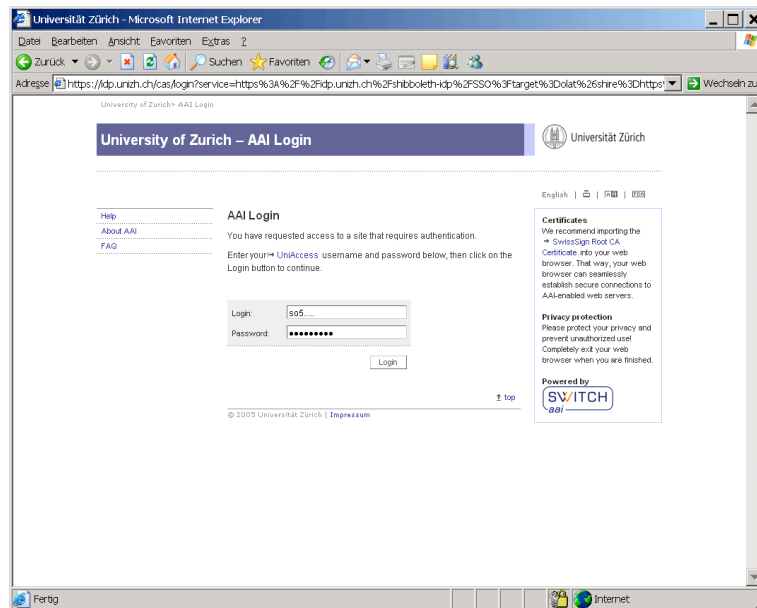 Universität Zürich - Microsoft Internet Explorer
Datei Bearbeiten Ansicht Favoriten Extras ?
Zurück Suchen Favoriten
Adresse https://idp.unizh.ch/cas/login?service=https%3A%2F%2Fidp.unizh.ch%2Fshibboleth-idp%2FSSO%3Ftarget%3Dolat%26shire%3Dhttps Wechseln zu
University of Zurich> AAI Login
University of Zurich – AAI Login
Universität Zürich
English | | |
Help
About AAI
FAQ
AAI Login
You have requested access to a site that requires authentication.
Enter your UniAccess username and password below, then click on the
Login button to continue.
Login: so5.....
Password: •••••••••
Login
↑ top
© 2005 Universität Zürich | Impressum
Certificates
We recommend importing the
➔ SwissSign Root CA
Certificate into your web
browser. That way, your web
browser can seamlessly
establish secure connections to
AAI-enabled web servers.
Privacy protection
Please protect your privacy and
prevent unauthorized use!
Completely exit your web
browser when you are finished.
Powered by
SWITCH
aai
Fertig
Internet